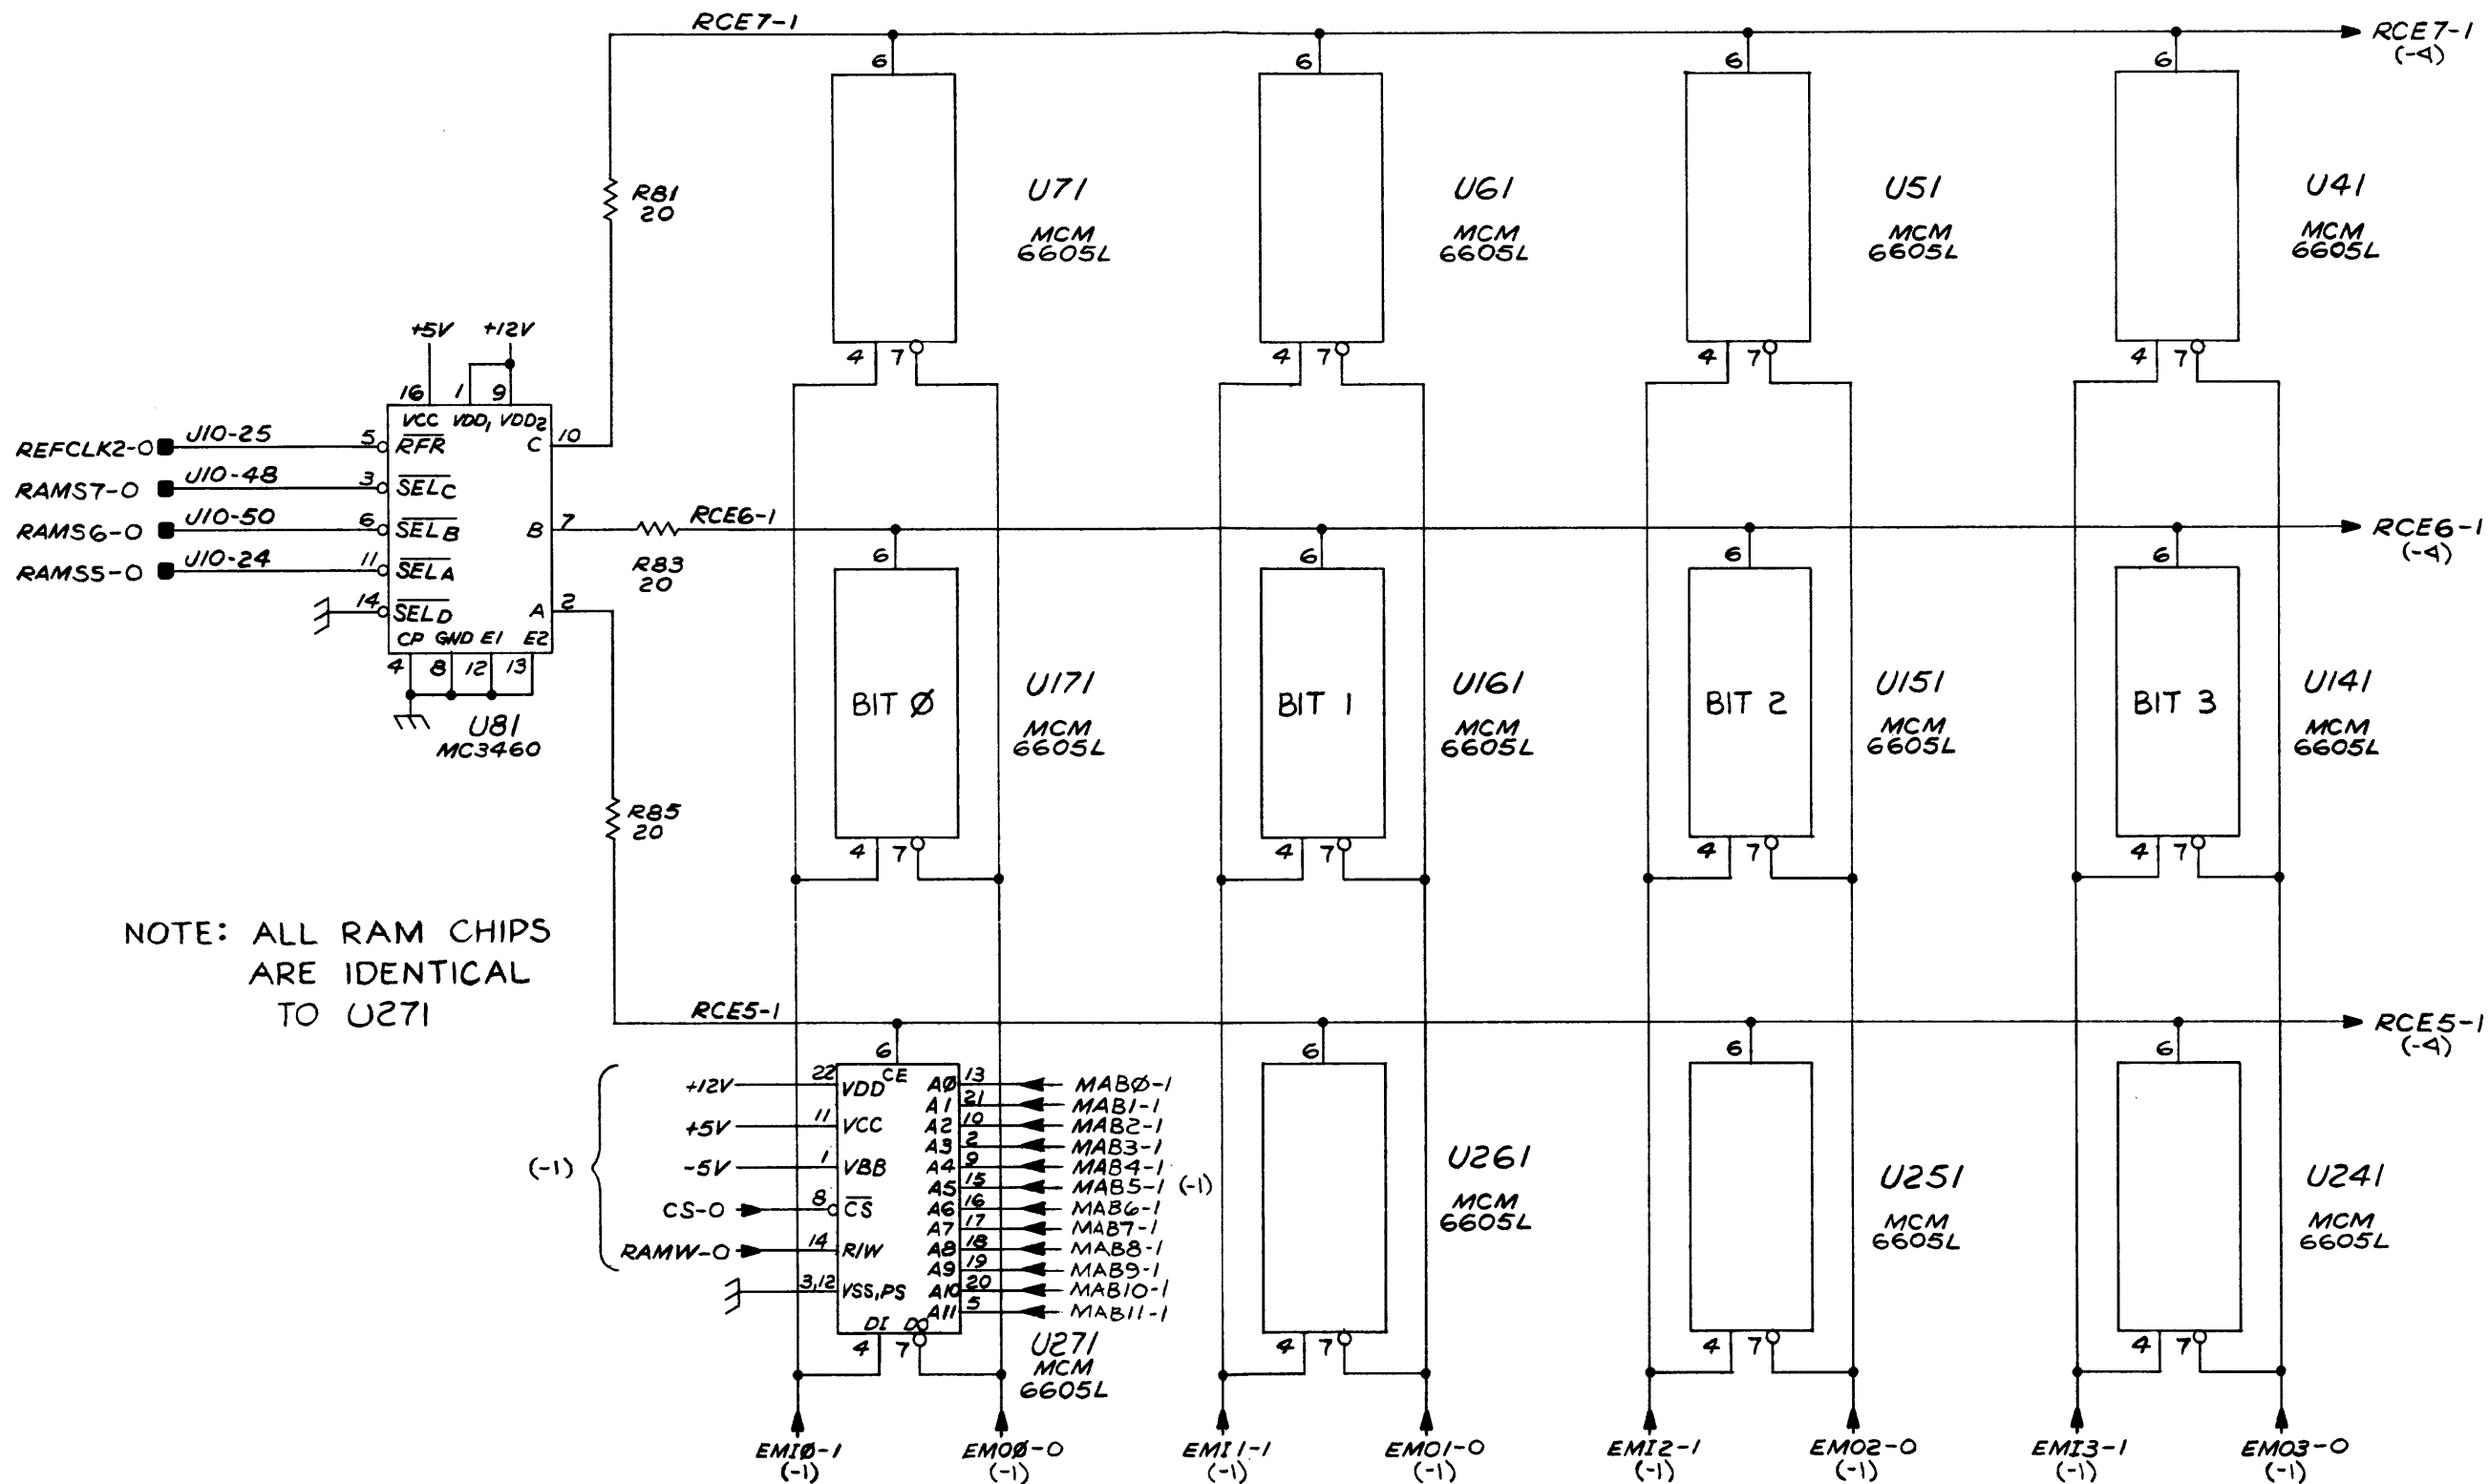 RCE7-1
RCE7-1
(-4)
6 6 6 6
R81
20
U71
MCM
6605L
U61
MCM
6605L
U51
MCM
6605L
U41
MCM
6605L
4 7 4 7 4 7 4 7
+5V +12V
16 1 9
VCC VDD1 VDD2
REFCLK2-0 J10-25 5 RFR C 10
RAMS7-0 J10-48 3 SELC
RAMS6-0 J10-50 6 SELB B 7
RAMS5-0 J10-24 11 SELA
14 SELD A 2
CP GND E1 E2
4 8 12 13
U81
MC3460
R83
20
RCE6-1
RCE6-1
(-4)
6 6 6 6
BIT Ø
U171
MCM
6605L
BIT 1
U161
MCM
6605L
BIT 2
U151
MCM
6605L
BIT 3
U141
MCM
6605L
4 7 4 7 4 7 4 7
R85
20
NOTE: ALL RAM CHIPS
ARE IDENTICAL
TO U271
RCE5-1
RCE5-1
(-4)
6 6 6 6
CE
+12V 22 VDD
+5V 11 VCC
-5V 1 VBB
(-1)
CS-0 8 CS
RAMW-0 14 R/W
3,12 VSS,PS
A0 13 MABØ-1
A1 21 MAB1-1
A2 10 MAB2-1
A3 2 MAB3-1
A4 9 MAB4-1
A5 15 MAB5-1 (-1)
A6 16 MAB6-1
A7 17 MAB7-1
A8 18 MAB8-1
A9 19 MAB9-1
A10 20 MAB10-1
A11 5 MAB11-1
DI DO
4 7
U271
MCM
6605L
U261
MCM
6605L
U251
MCM
6605L
U241
MCM
6605L
4 7 4 7 4 7
EMIØ-1
(-1)
EMOØ-0
(-1)
EMI1-1
(-1)
EMO1-0
(-1)
EMI2-1
(-1)
EMO2-0
(-1)
EMI3-1
(-1)
EMO3-0
(-1)